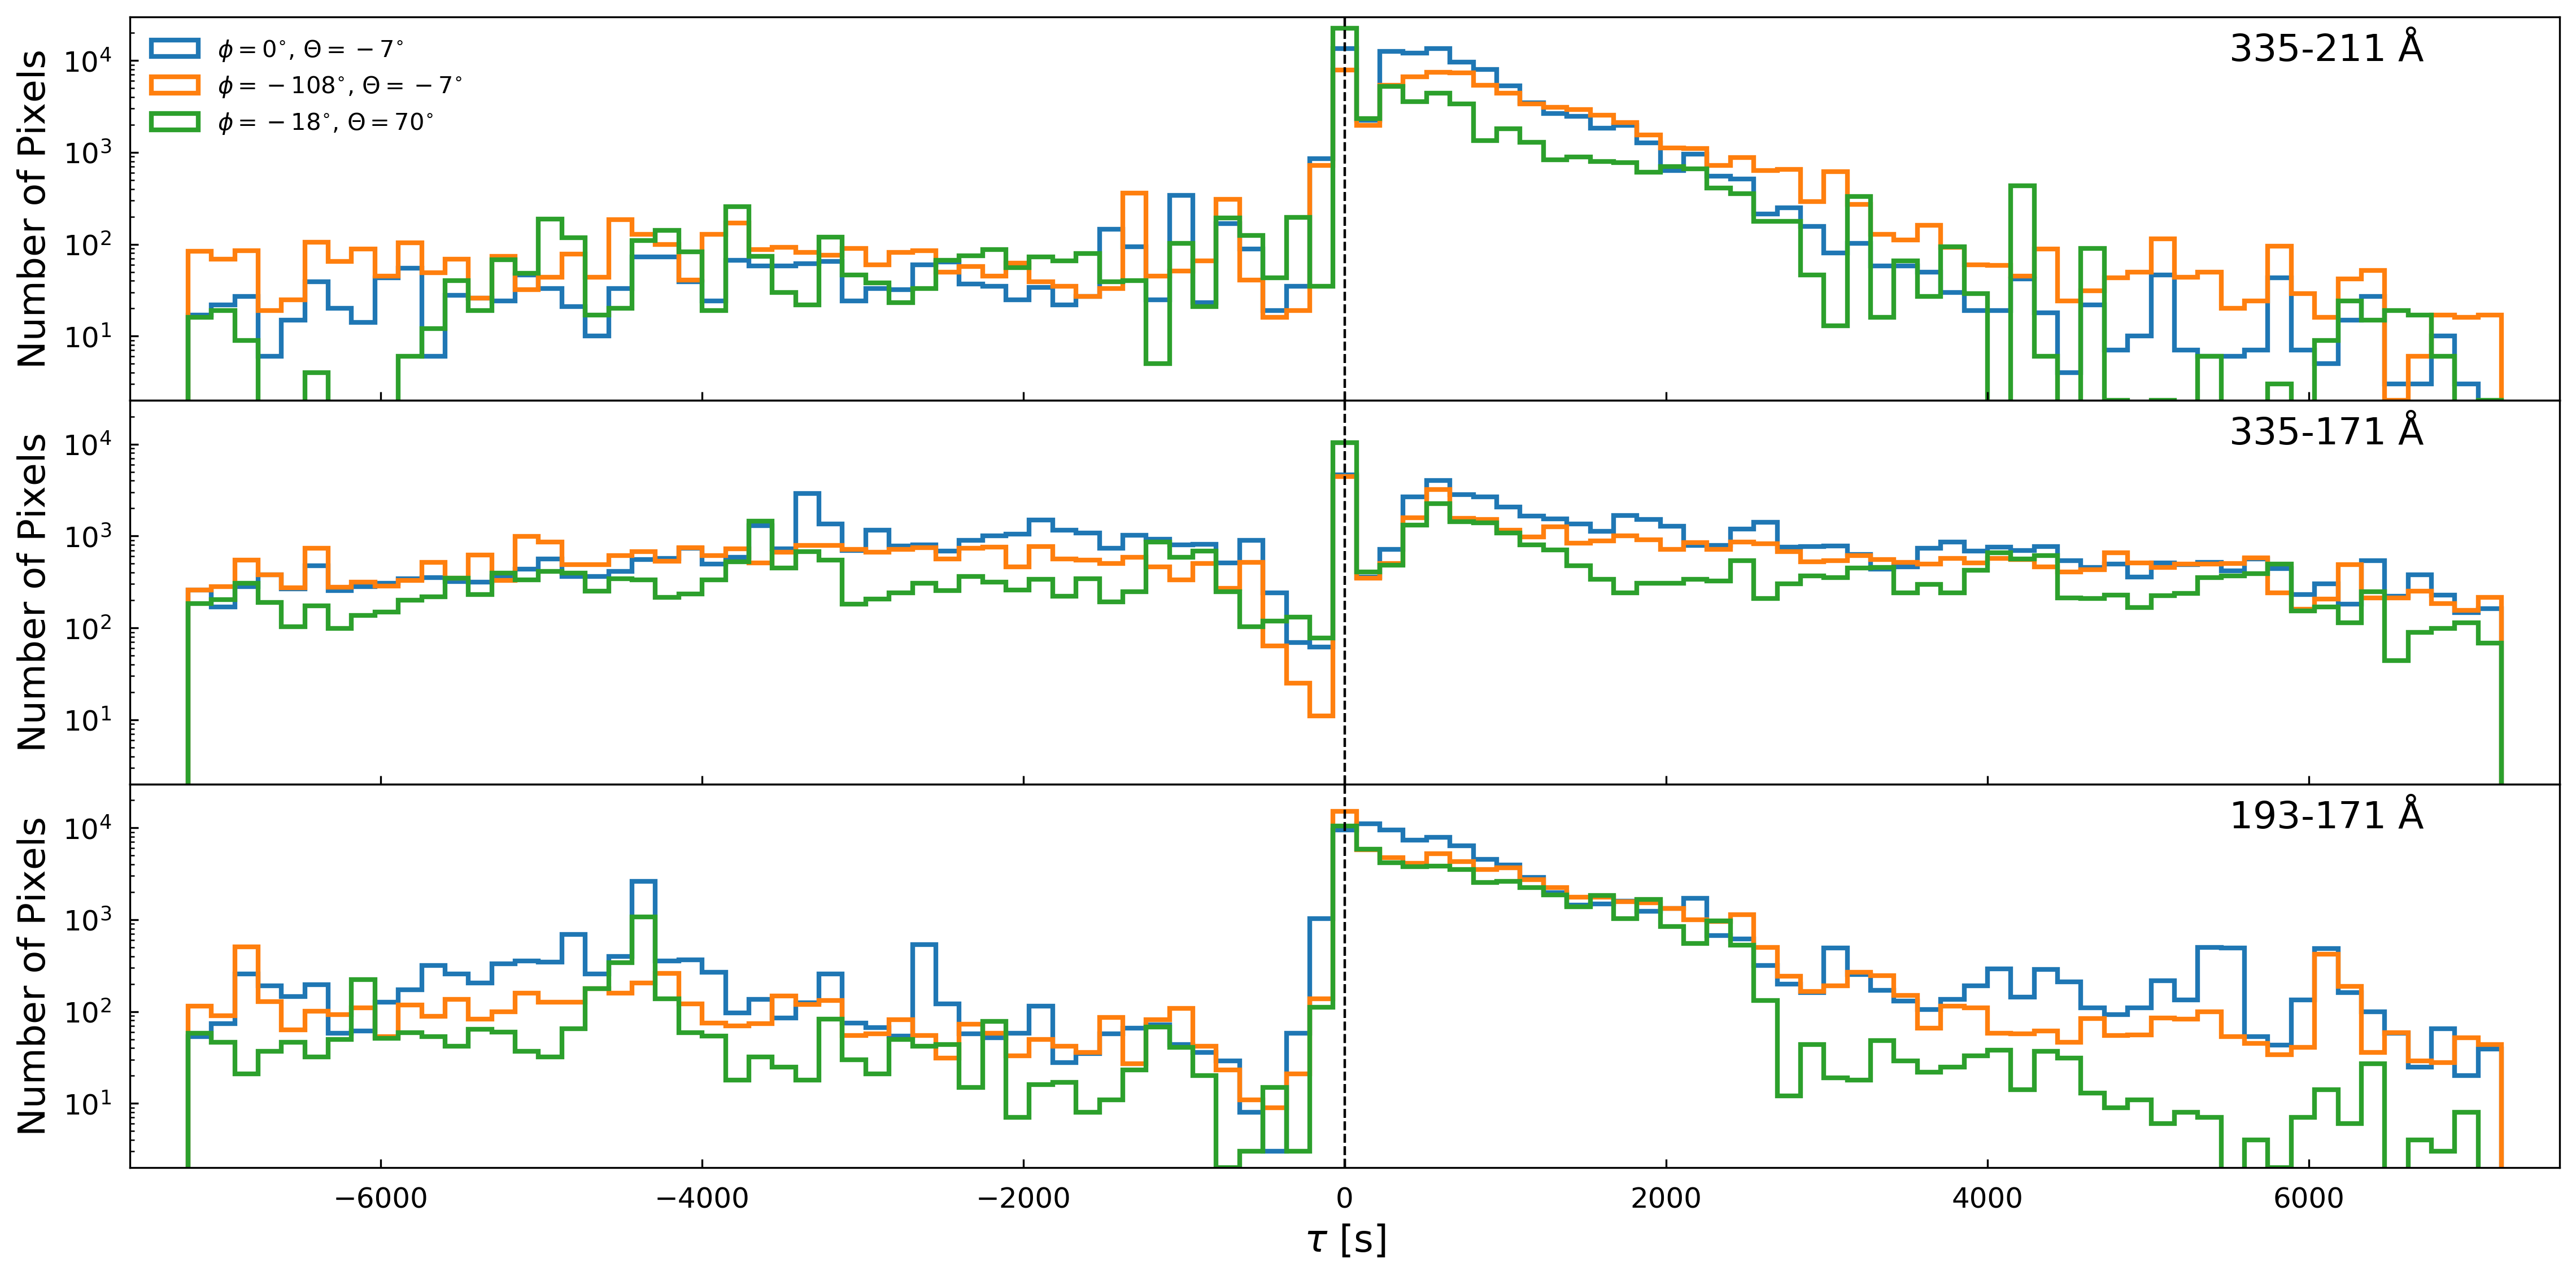 ϕ = 0°, Θ = −7°
ϕ = −108°, Θ = −7°
ϕ = −18°, Θ = 70°
335-211 Å
Number of Pixels
10⁴
10³
10²
10¹
335-171 Å
Number of Pixels
10⁴
10³
10²
10¹
193-171 Å
Number of Pixels
10⁴
10³
10²
10¹
−6000 −4000 −2000 0 2000 4000 6000
τ [s]